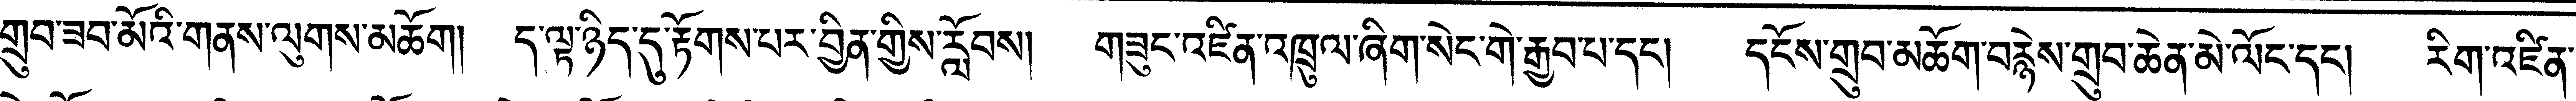 གྲུབ་ཟབ་མོའི་གནས་ལུགས་མཆོག། ད་ལྟ་ཉིད་དུ་རྟོགས་པར་བྱིན་གྱིས་རློབས། གཟུང་འཛིན་འཁྲུལ་ཞིག་སེང་གེ་རྒྱབ་པ་དང། དངོས་གྲུབ་མཆོག་བརྙེས་གྲུབ་ཆེན་མེ་ལོང་དང། རིག་འཛིན་